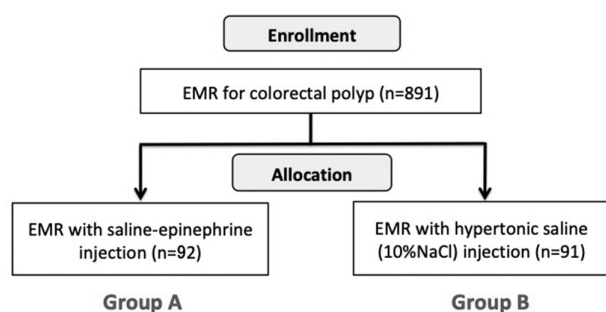 Enrollment
EMR for colorectal polyp (n=891)
Allocation
EMR with saline-epinephrine
injection (n=92)
EMR with hypertonic saline
(10%NaCl) injection (n=91)
Group A
Group B